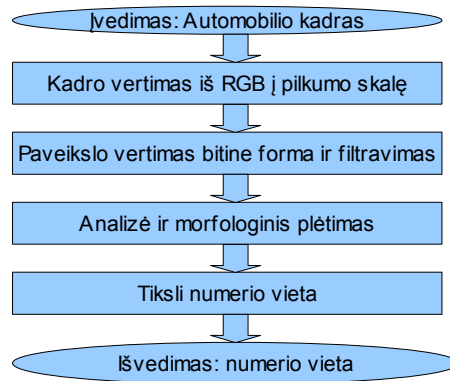 Įvedimas: Automobilio kadras
Kadro vertimas iš RGB į pilkumo skalę
Paveikslo vertimas bitine forma ir filtravimas
Analizė ir morfologinis plėtimas
Tiksli numerio vieta
Išvedimas: numerio vieta